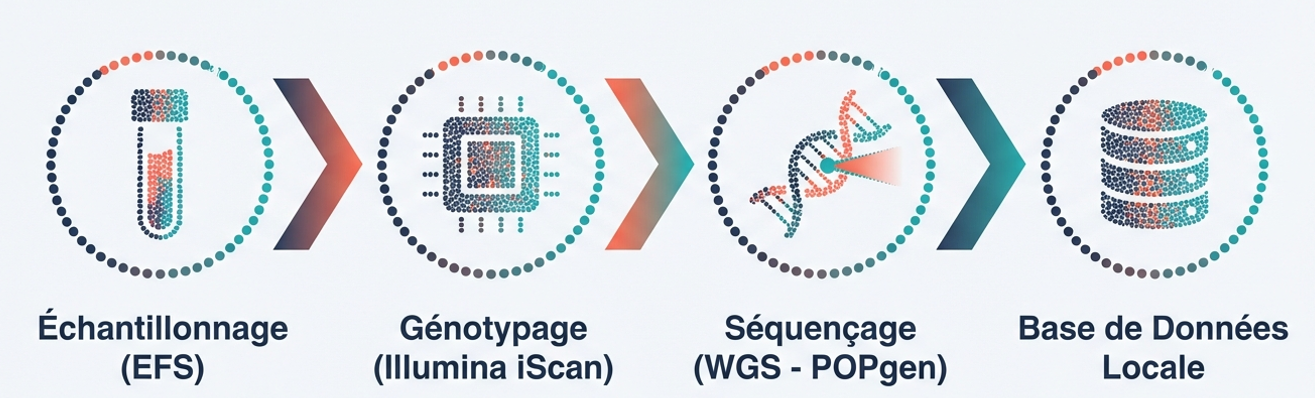 Échantillonnage
(EFS)
Génotypage
(Illumina iScan)
Séquençage
(WGS - POPgen)
Base de Données
Locale